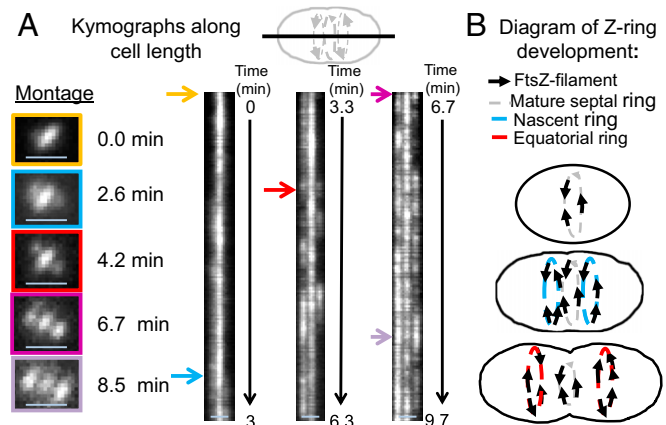 A
Kymographs along
cell length
Montage
0.0 min
2.6 min
4.2 min
6.7 min
8.5 min
Time
(min)
0
3
Time
(min)
3.3
6.3
Time
(min)
6.7
9.7
B
Diagram of Z-ring
development:
FtsZ-filament
Mature septal ring
Nascent ring
Equatorial ring